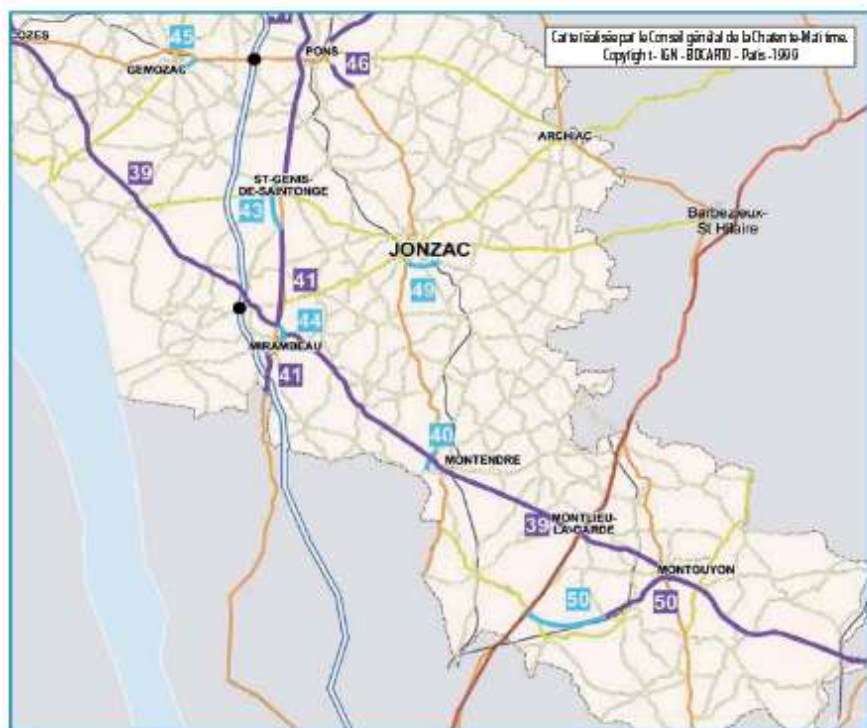 Carte réalisée par le Conseil général de la Charente-Maritime.
Copyright - IGN - BDCARTO - Paris - 1999
OZES
45
GEMOZAC
PONS
46
ARCHIAC
39
ST-GENIS-
DE-SAINTONGE
43
Barbezieux-
St Hilaire
JONZAC
41
49
44
MIRAMBEAU
41
40
MONTENDRE
39
MONTLIEU-
LA-GARDE
MONTGUYON
50
50